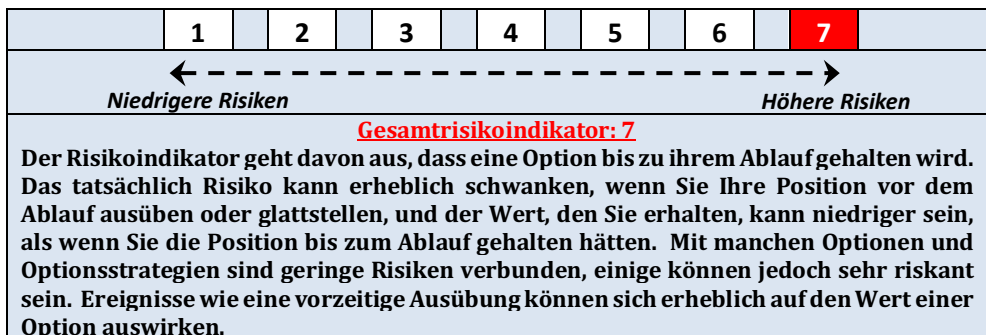 1 2 3 4 5 6 7
Niedrigere Risiken Höhere Risiken
Gesamtrisikoindikator: 7
Der Risikoindikator geht davon aus, dass eine Option bis zu ihrem Ablauf gehalten wird.
Das tatsächlich Risiko kann erheblich schwanken, wenn Sie Ihre Position vor dem
Ablauf ausüben oder glattstellen, und der Wert, den Sie erhalten, kann niedriger sein,
als wenn Sie die Position bis zum Ablauf gehalten hätten. Mit manchen Optionen und
Optionsstrategien sind geringe Risiken verbunden, einige können jedoch sehr riskant
sein. Ereignisse wie eine vorzeitige Ausübung können sich erheblich auf den Wert einer
Option auswirken.